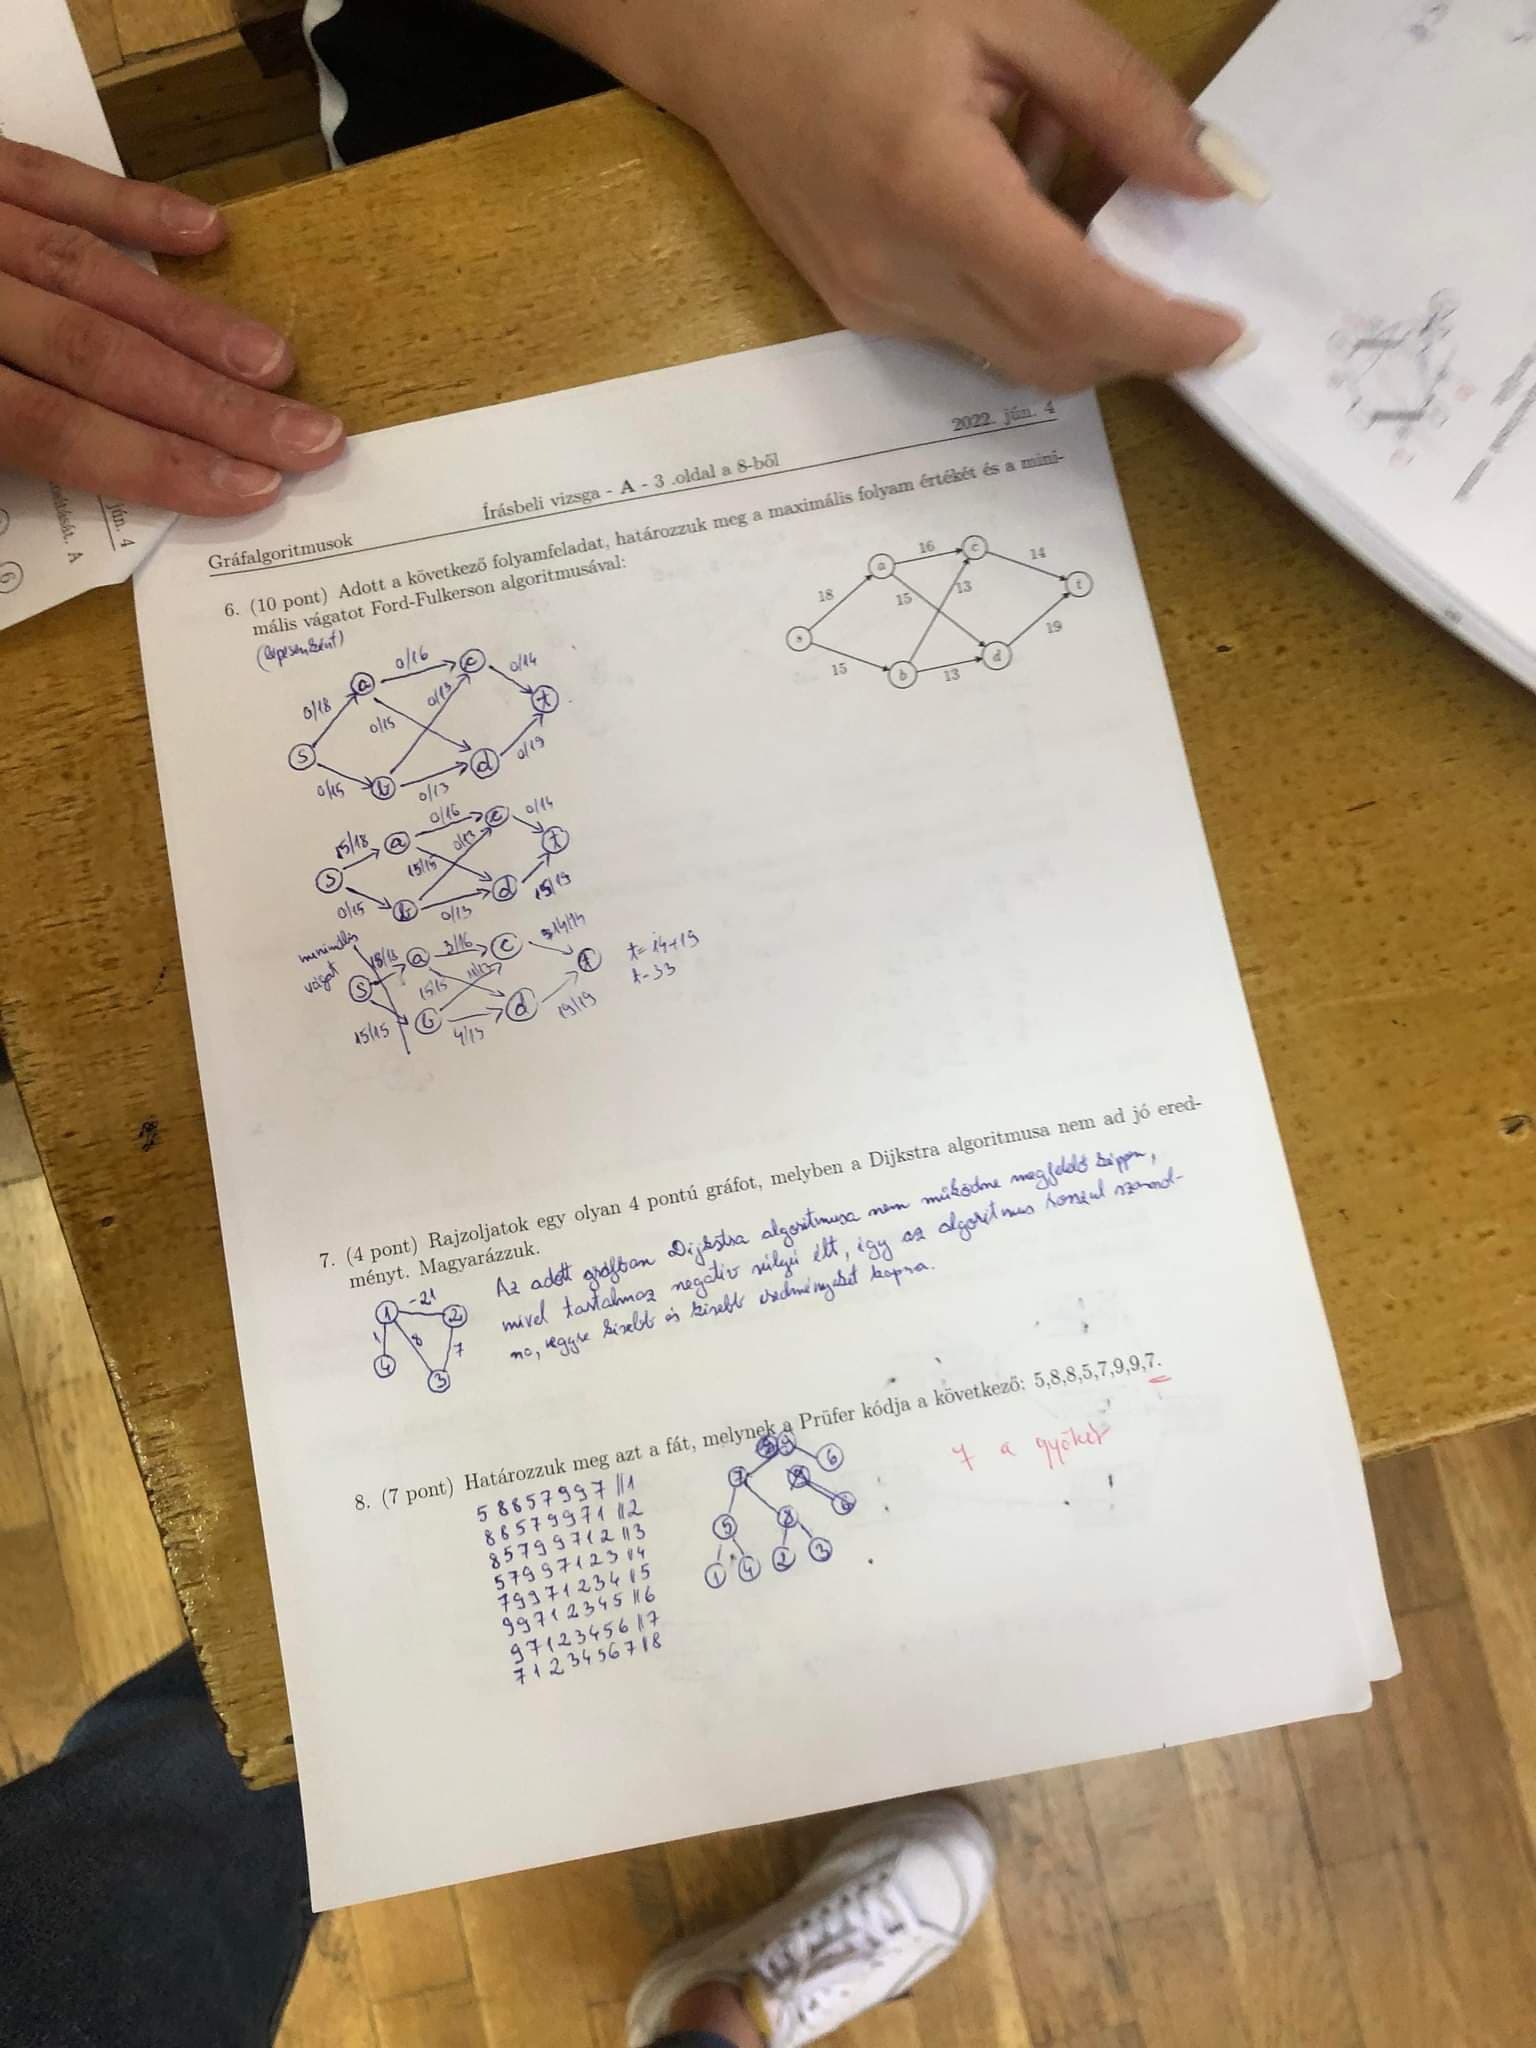 Gráfalgoritmusok
Írásbeli vizsga - A - 3 .oldal a 8-ből
2022. jún. 4
6. (10 pont) Adott a következő folyamfeladat, határozzuk meg a maximális folyam értékét és a mini-
mális vágatot Ford-Fulkerson algoritmusával:
s a b c d t
18 15 16 15 13 13 14 19
0/18 0/15 0/16 0/15 0/13 0/13 0/14 0/19
s a b c d t
15/18 0/15 0/16 15/15 0/13 0/13 0/14 15/19
s a b c d t
minimális
vágat
18/18 15/15 3/16 15/15 11/13 4/13 14/14 19/19
s a b c d t
t=14+19
t=33
7. (4 pont) Rajzoljatok egy olyan 4 pontú gráfot, melyben a Dijkstra algoritmusa nem ad jó ered-
ményt. Magyarázzuk.
Az adott gráfban Dijkstra algoritmusa nem működne megfelelő képpen,
mivel tartalmaz negatív súlyú élt, így az algoritmus rosszul számol-
na, kisebb és kisebb eredményeket kapna.
1 -21 2
1 8 7
4 3
8. (7 pont) Határozzuk meg azt a fát, melynek a Prüfer kódja a következő: 5,8,8,5,7,9,9,7.
7 a gyökér
5 8 8 5 7 9 9 7 || 1
8 8 5 7 9 9 7 1 || 2
8 5 7 9 9 7 1 2 || 3
5 7 9 9 7 1 2 3 || 4
7 9 9 7 1 2 3 4 || 5
9 9 7 1 2 3 4 5 || 6
9 7 1 2 3 4 5 6 || 7
7 1 2 3 4 5 6 7 || 8
9
7 6
5 8
1 4 2 3
jún. 4
A
6